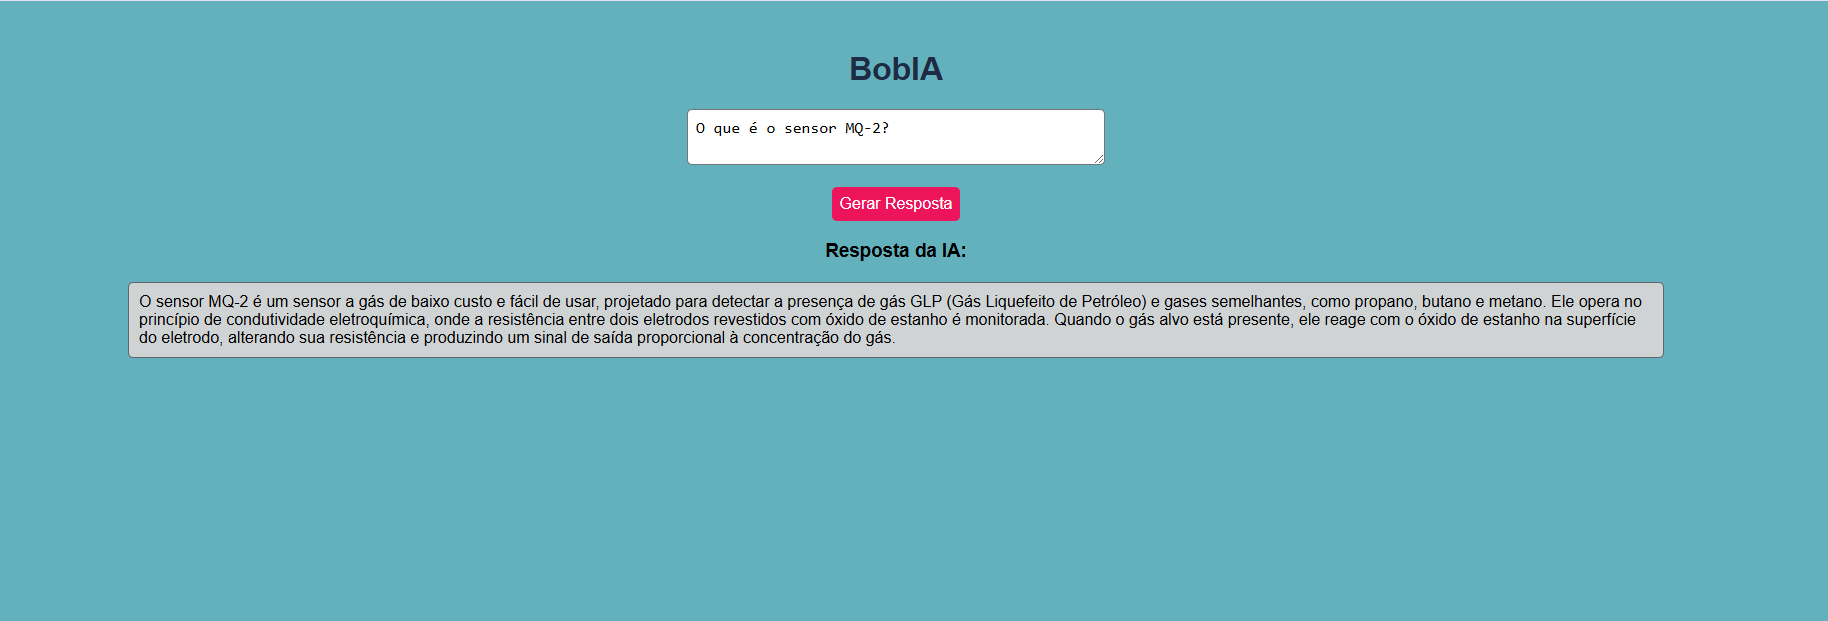 BobIA
O que é o sensor MQ-2?
Gerar Resposta
Resposta da IA:
O sensor MQ-2 é um sensor a gás de baixo custo e fácil de usar, projetado para detectar a presença de gás GLP (Gás Liquefeito de Petróleo) e gases semelhantes, como propano, butano e metano. Ele opera no
princípio de condutividade eletroquímica, onde a resistência entre dois eletrodos revestidos com óxido de estanho é monitorada. Quando o gás alvo está presente, ele reage com o óxido de estanho na superfície
do eletrodo, alterando sua resistência e produzindo um sinal de saída proporcional à concentração do gás.